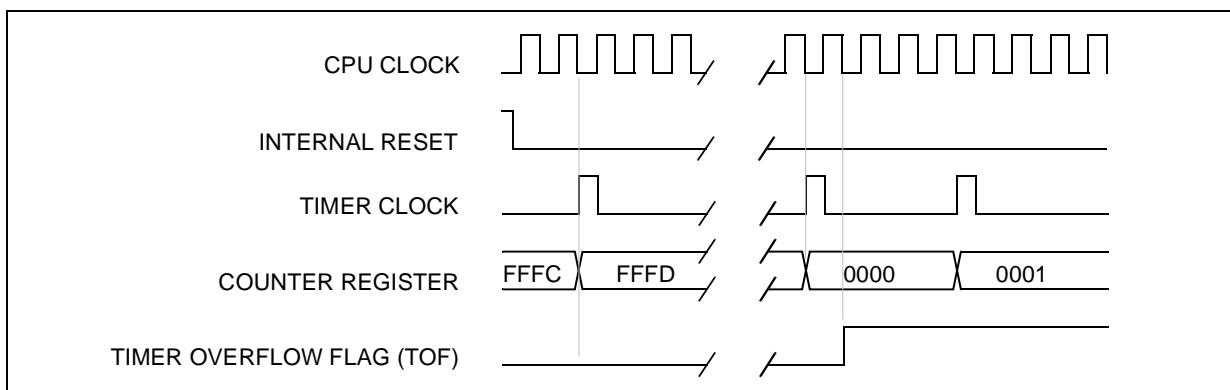 CPU CLOCK
INTERNAL RESET
TIMER CLOCK
COUNTER REGISTER FFFC FFFD 0000 0001
TIMER OVERFLOW FLAG (TOF)